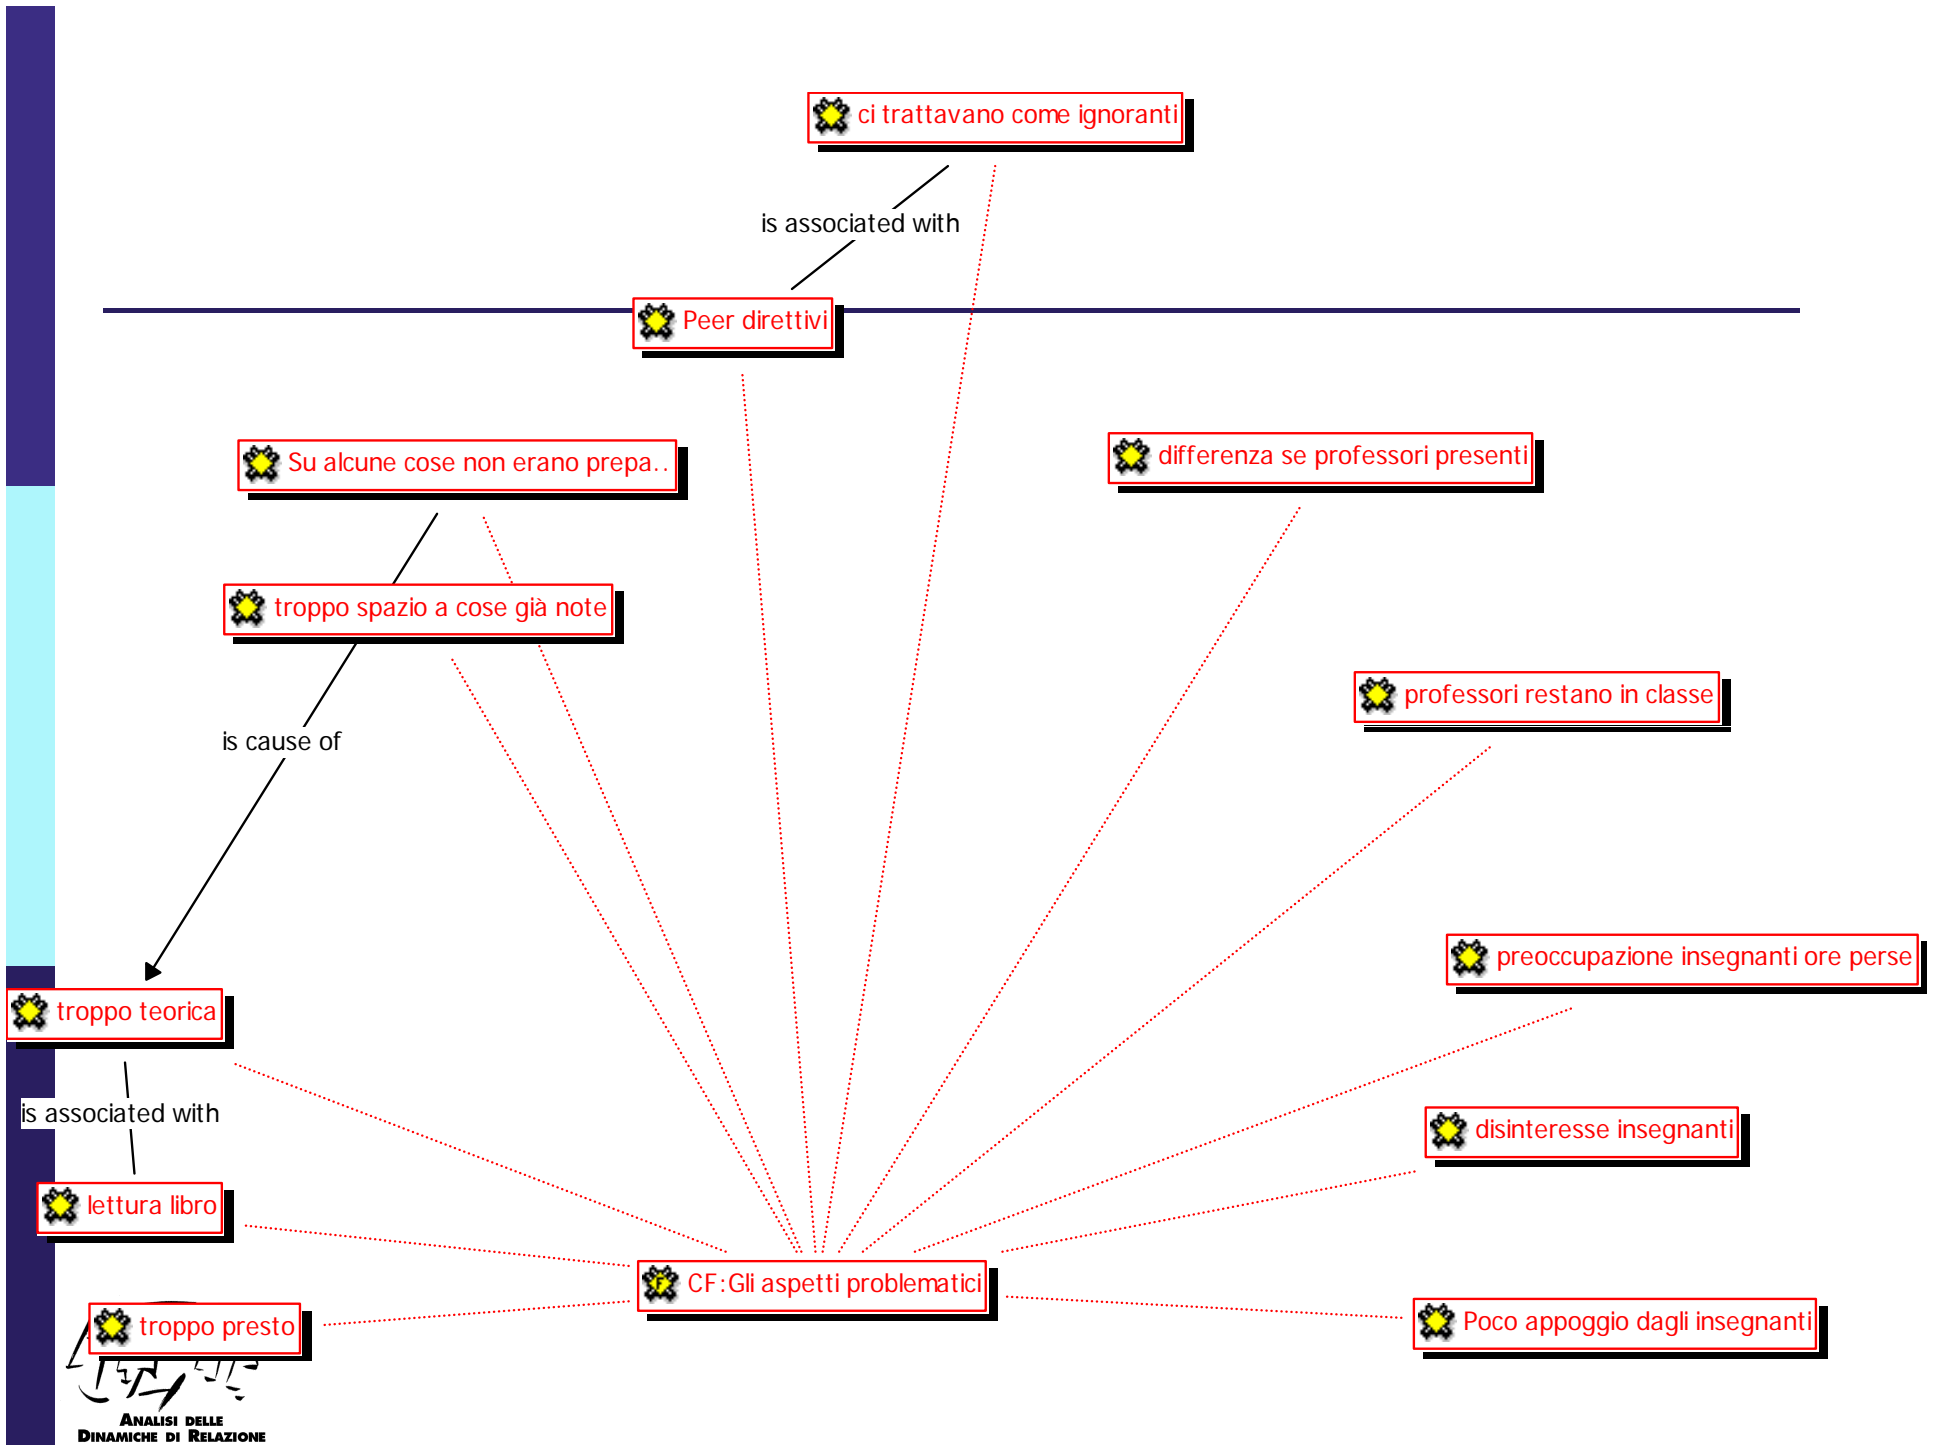 ci trattavano come ignoranti
is associated with
Peer direttivi
Su alcune cose non erano prepa..
differenza se professori presenti
troppo spazio a cose già note
professori restano in classe
is cause of
preoccupazione insegnanti ore perse
troppo teorica
is associated with
disinteresse insegnanti
lettura libro
F CF:Gli aspetti problematici
troppo presto
Poco appoggio dagli insegnanti
ANALISI DELLE
DINAMICHE DI RELAZIONE